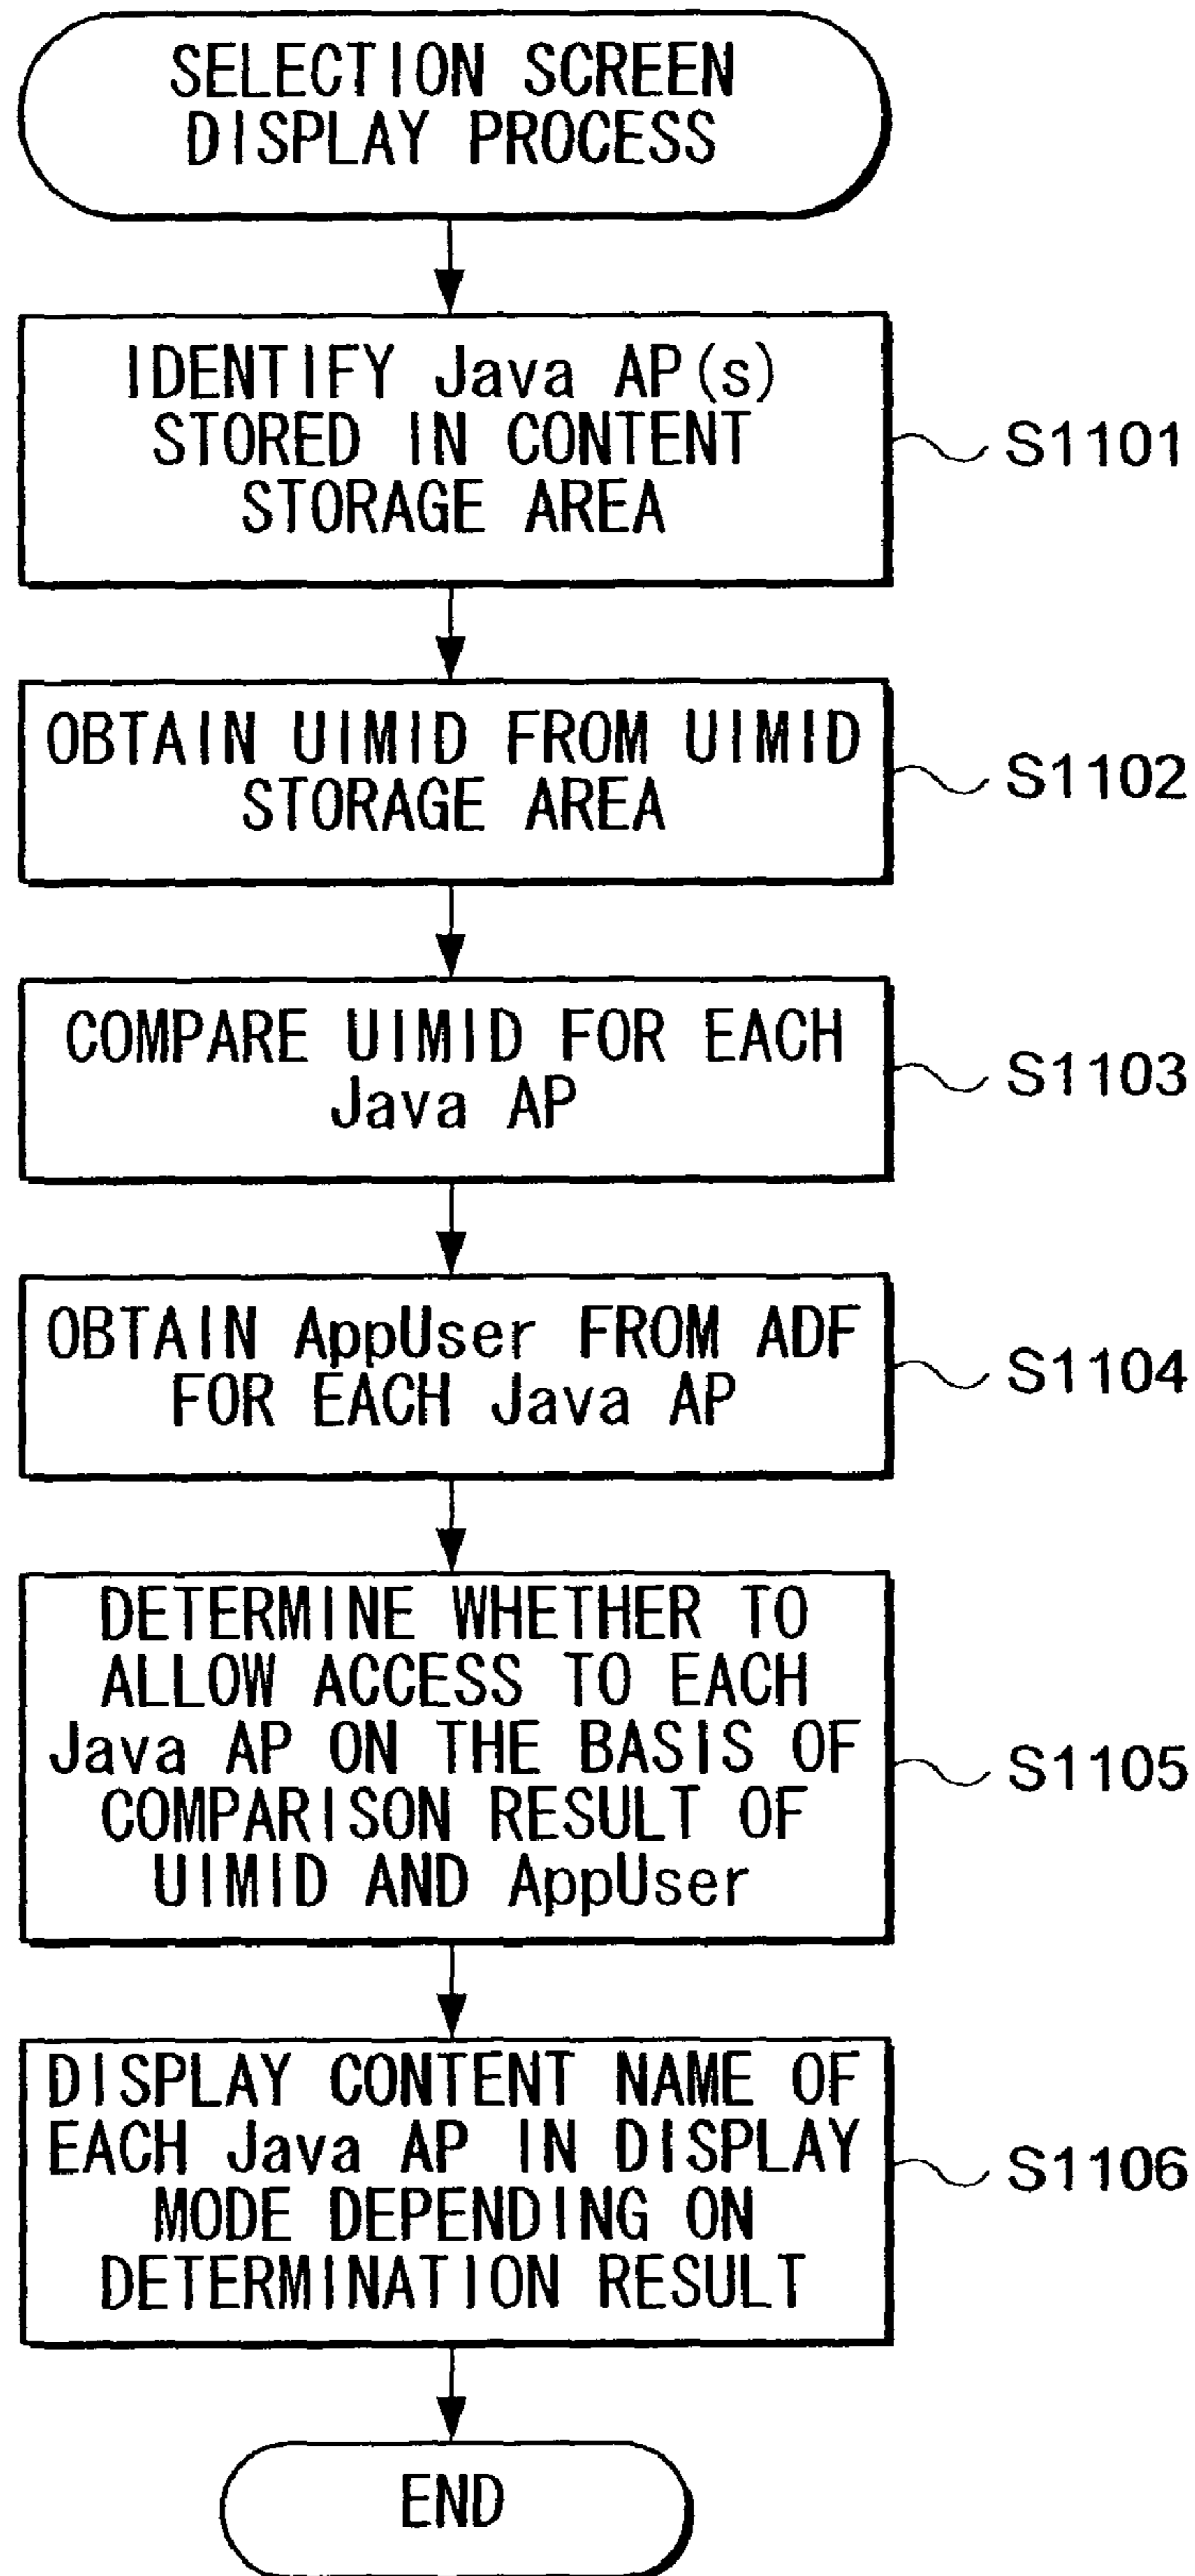 SELECTION SCREEN
DISPLAY PROCESS
IDENTIFY Java AP(s)
STORED IN CONTENT
STORAGE AREA
S1101
OBTAIN UIMID FROM UIMID
STORAGE AREA
S1102
COMPARE UIMID FOR EACH
Java AP
S1103
OBTAIN AppUser FROM ADF
FOR EACH Java AP
S1104
DETERMINE WHETHER TO
ALLOW ACCESS TO EACH
Java AP ON THE BASIS OF
COMPARISON RESULT OF
UIMID AND AppUser
S1105
DISPLAY CONTENT NAME OF
EACH Java AP IN DISPLAY
MODE DEPENDING ON
DETERMINATION RESULT
S1106
END